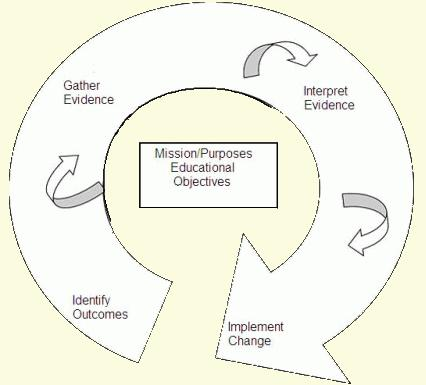 Gather
Evidence
Interpret
Evidence
Mission/Purposes
Educational
Objectives
Identify
Outcomes
Implement
Change